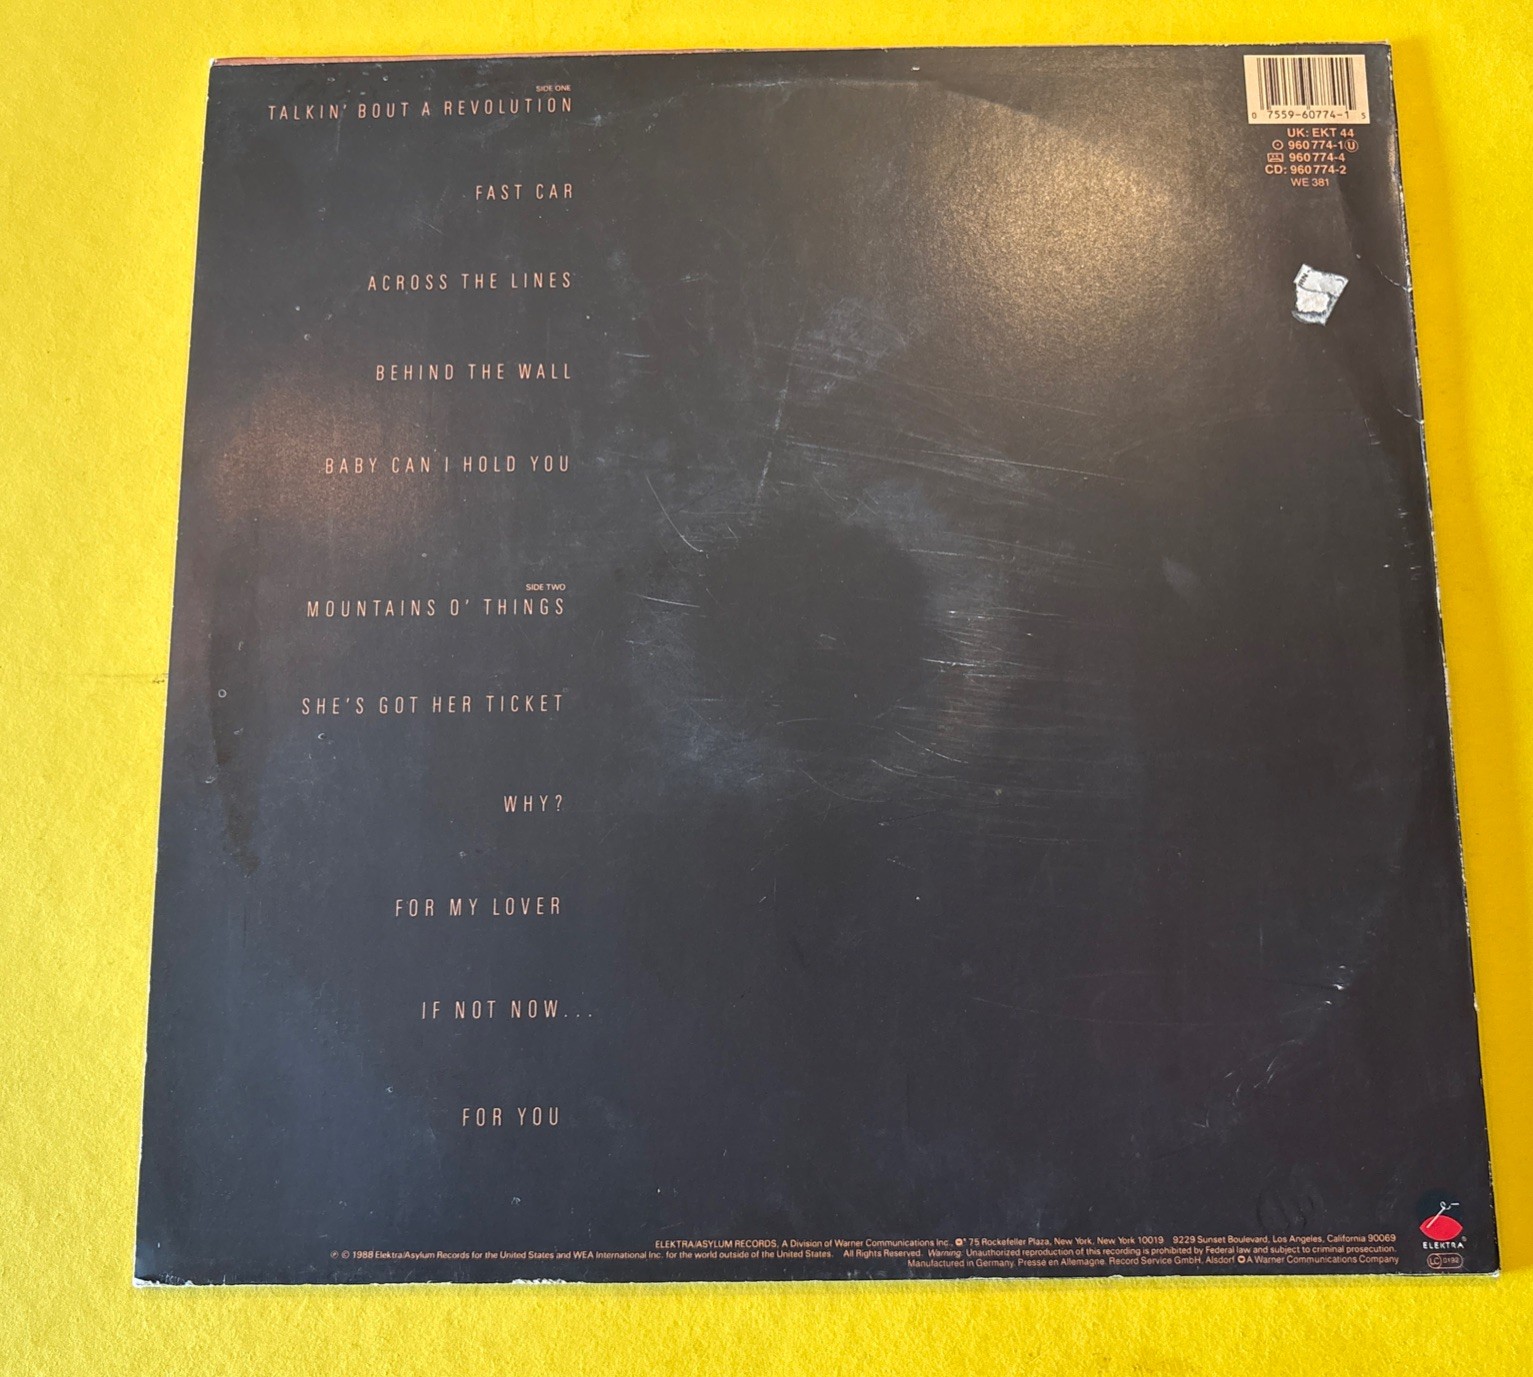 SIDE ONE
TALKIN' BOUT A REVOLUTION
FAST CAR
ACROSS THE LINES
BEHIND THE WALL
BABY CAN I HOLD YOU
SIDE TWO
MOUNTAINS O' THINGS
SHE'S GOT HER TICKET
WHY?
FOR MY LOVER
IF NOT NOW...
FOR YOU
0 7559-60774-1 5
UK: EKT 44
960 774-1 Ⓤ
960 774-4
CD: 960 774-2
WE 381
ELEKTRA/ASYLUM RECORDS, A Division of Warner Communications Inc., 75 Rockefeller Plaza, New York, New York 10019 9229 Sunset Boulevard, Los Angeles, California 90069
℗ © 1988 Elektra/Asylum Records for the United States and WEA International Inc. for the world outside of the United States. All Rights Reserved. Warning: Unauthorized reproduction of this recording is prohibited by Federal law and subject to criminal prosecution.
Manufactured in Germany. Pressé en Allemagne. Record Service GmbH, Alsdorf A Warner Communications Company
ELEKTRA®
LC 0192